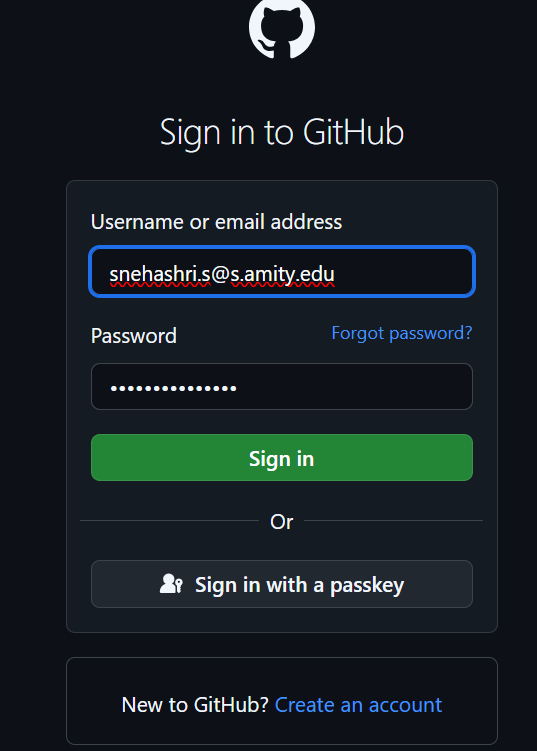 Sign in to GitHub
Username or email address
snehashri.s@s.amity.edu
Password
Forgot password?
•••••••••••••••
Sign in
Or
Sign in with a passkey
New to GitHub? Create an account